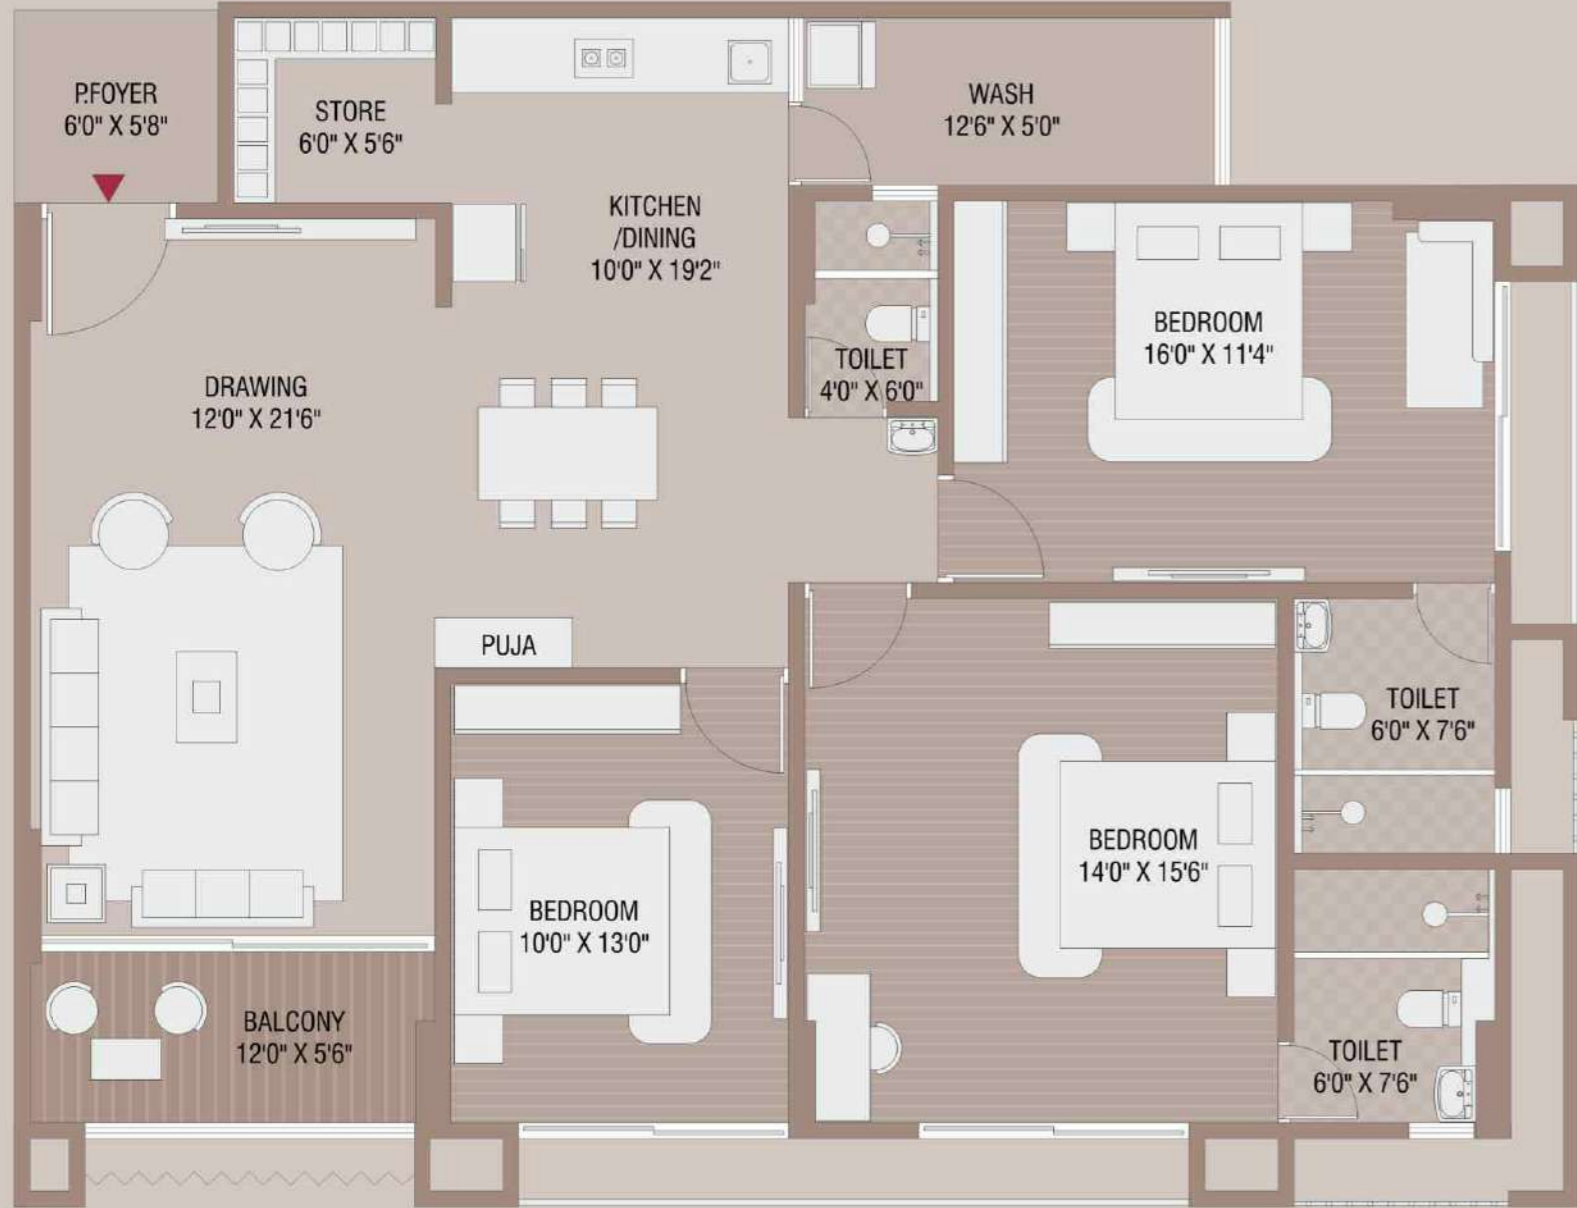 P.FOYER
6'0" X 5'8"
STORE
6'0" X 5'6"
WASH
12'6" X 5'0"
KITCHEN
/DINING
10'0" X 19'2"
DRAWING
12'0" X 21'6"
TOILET
4'0" X 6'0"
BEDROOM
16'0" X 11'4"
PUJA
TOILET
6'0" X 7'6"
BEDROOM
14'0" X 15'6"
BEDROOM
10'0" X 13'0"
BALCONY
12'0" X 5'6"
TOILET
6'0" X 7'6"